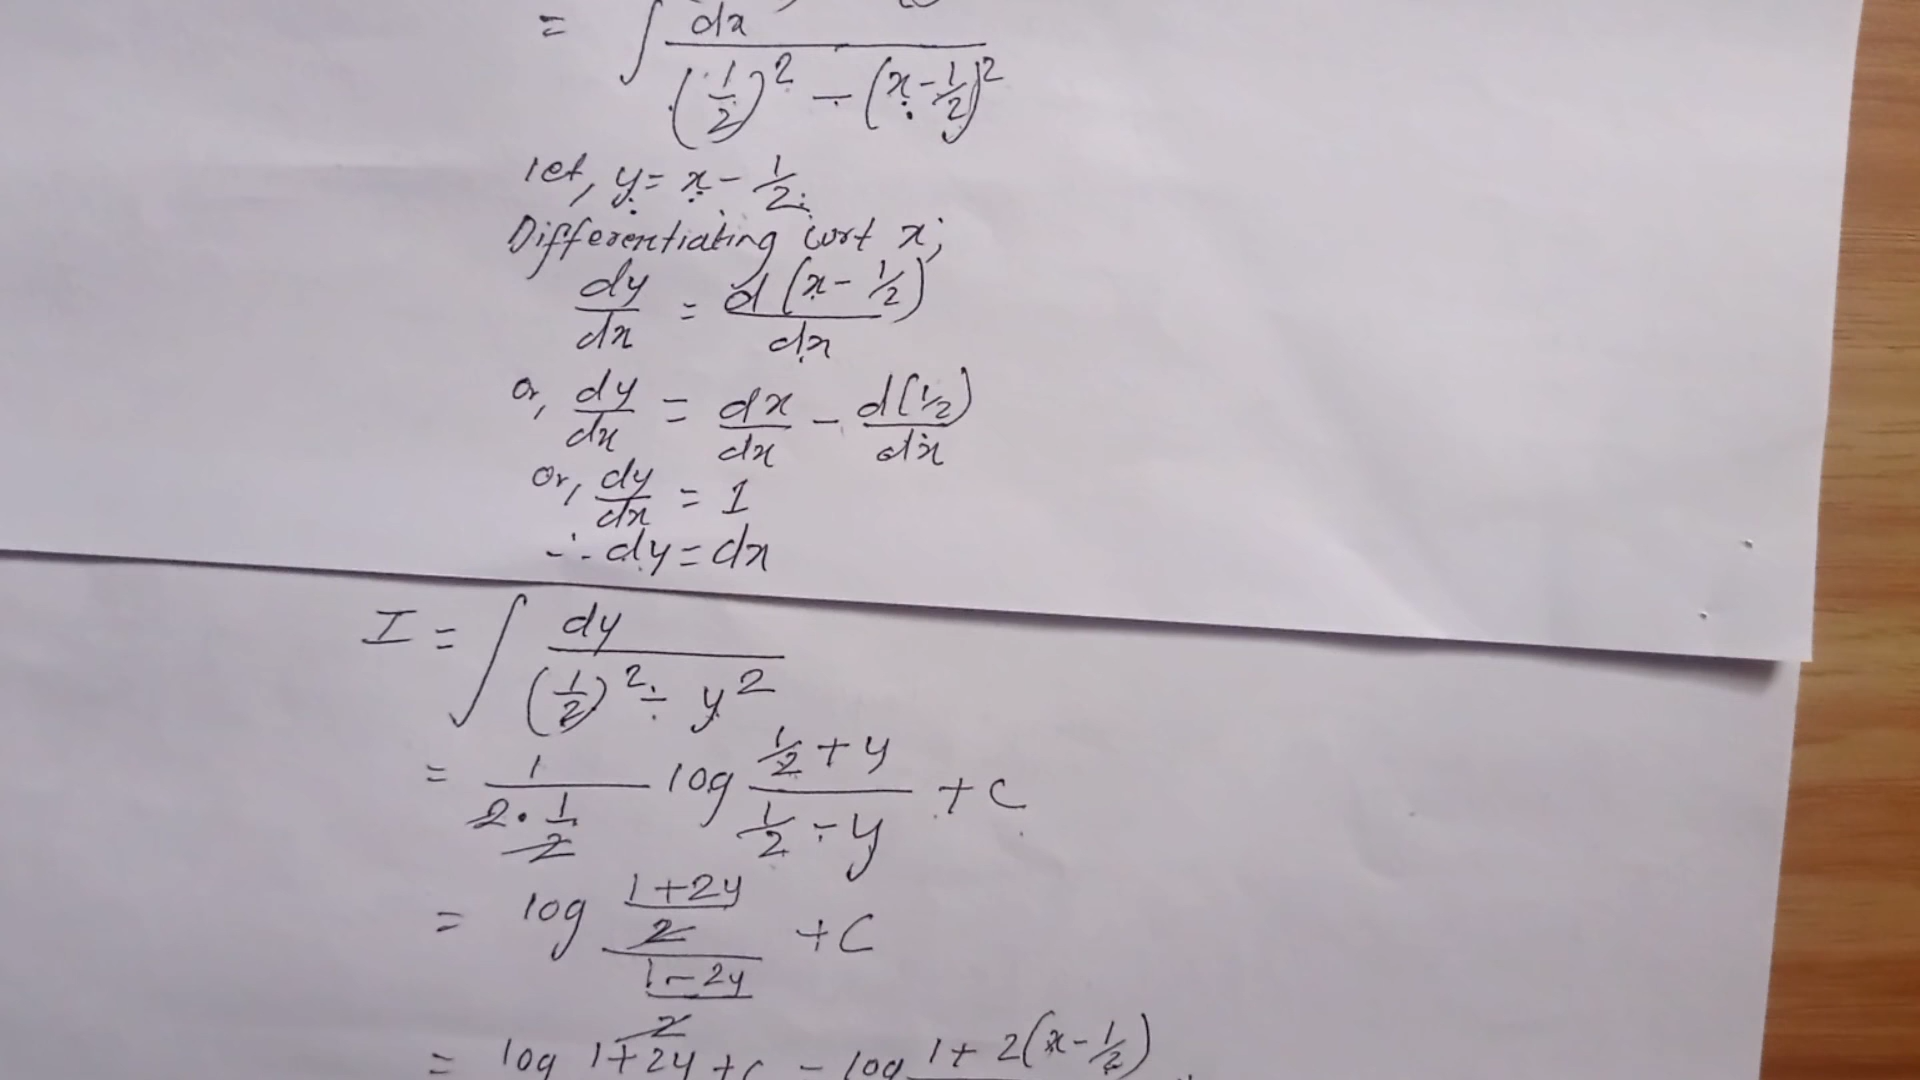 = ∫ dx / (1/2)² - (x - 1/2)²
let, y = x - 1/2.
Differentiating wrt x;
dy/dx = d(x - 1/2)/dx
or, dy/dx = dx/dx - d(1/2)/dx
or, dy/dx = 1
∴ dy = dx
I = ∫ dy / (1/2)² - y²
= 1/(2·1/2) log (1/2 + y)/(1/2 - y) + C
= log ((1+2y)/2)/((1-2y)/2) + C
= log 1+2y + C = log 1 + 2(x - 1/2)